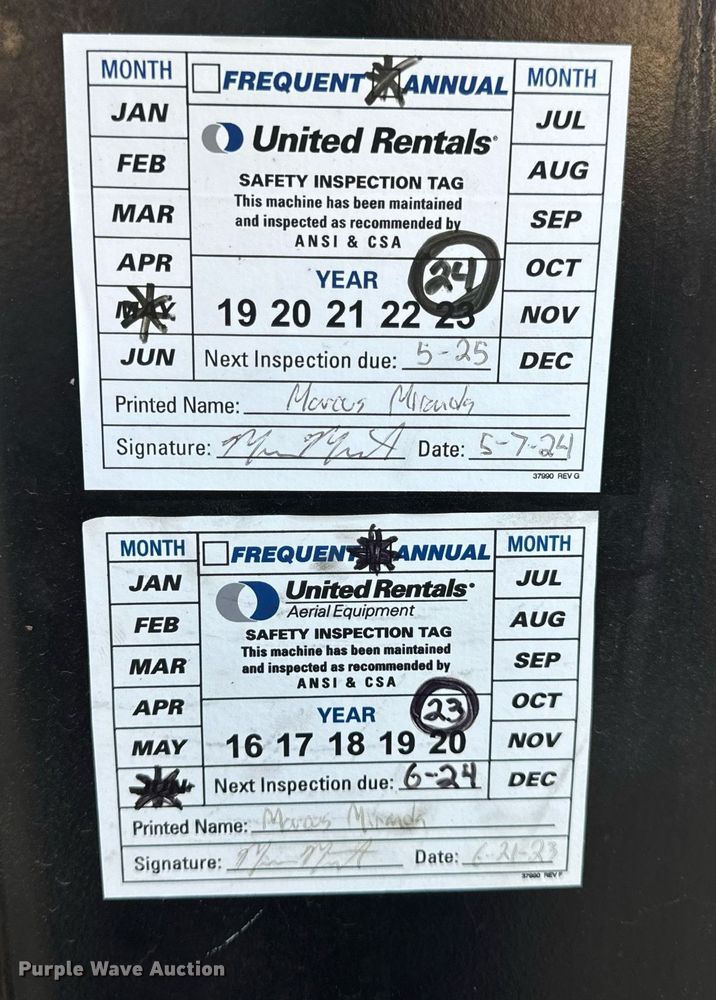 MONTH
JAN
FEB
MAR
APR
MAY
JUN
FREQUENT ANNUAL
United Rentals®
SAFETY INSPECTION TAG
This machine has been maintained
and inspected as recommended by
ANSI & CSA
YEAR 24
19 20 21 22 23
Next Inspection due: 5-25
MONTH
JUL
AUG
SEP
OCT
NOV
DEC
Printed Name: Marcus Miranda
Signature: Date: 5-7-24
37990 REV G
MONTH
JAN
FEB
MAR
APR
MAY
JUN
FREQUENT ANNUAL
United Rentals®
Aerial Equipment
SAFETY INSPECTION TAG
This machine has been maintained
and inspected as recommended by
ANSI & CSA
YEAR 23
16 17 18 19 20
Next Inspection due: 6-24
MONTH
JUL
AUG
SEP
OCT
NOV
DEC
Printed Name: Marcus Miranda
Signature: Date: 6-21-23
37990 REV F
Purple Wave Auction